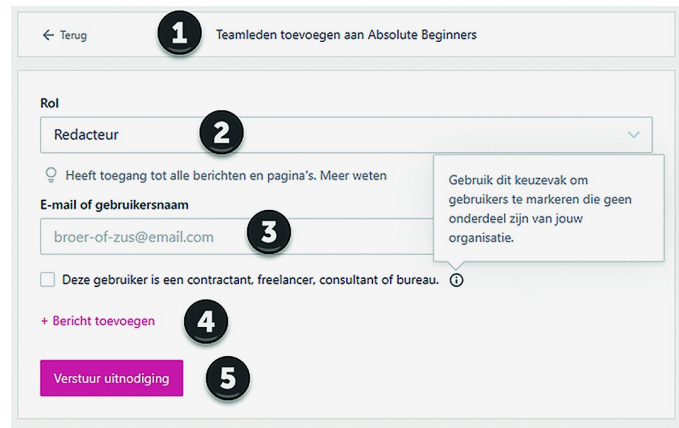 ← Terug 1 Teamleden toevoegen aan Absolute Beginners
Rol
Redacteur 2
Heeft toegang tot alle berichten en pagina's. Meer weten
Gebruik dit keuzevak om
gebruikers te markeren die geen
onderdeel zijn van jouw
organisatie.
E-mail of gebruikersnaam
broer-of-zus@email.com 3
Deze gebruiker is een contractant, freelancer, consultant of bureau.
+ Bericht toevoegen 4
Verstuur uitnodiging 5